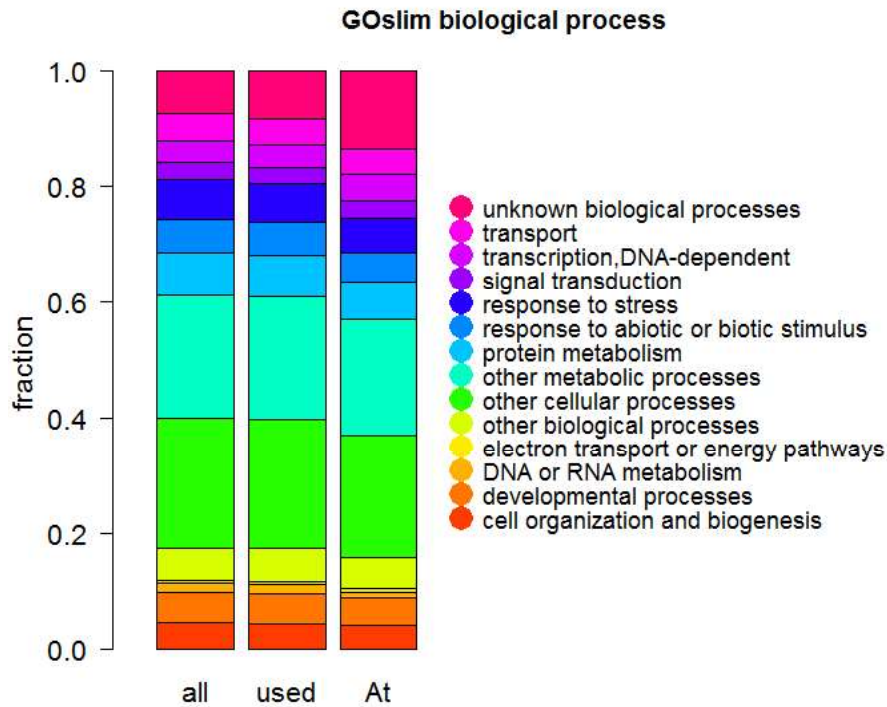 GOslim biological process
1.0
0.8
0.6
0.4
0.2
0.0
fraction
all used At
unknown biological processes
transport
transcription,DNA-dependent
signal transduction
response to stress
response to abiotic or biotic stimulus
protein metabolism
other metabolic processes
other cellular processes
other biological processes
electron transport or energy pathways
DNA or RNA metabolism
developmental processes
cell organization and biogenesis